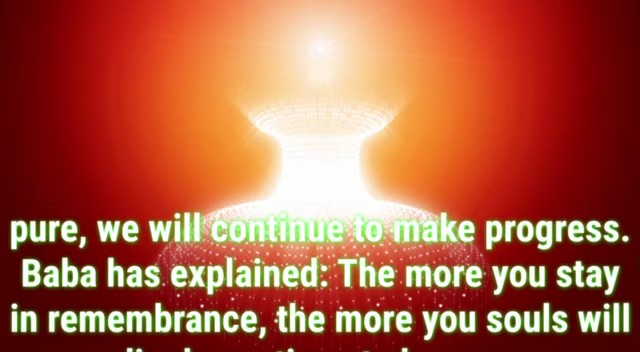 pure, we will continue to make progress.
Baba has explained: The more you stay
in remembrance, the more you souls will